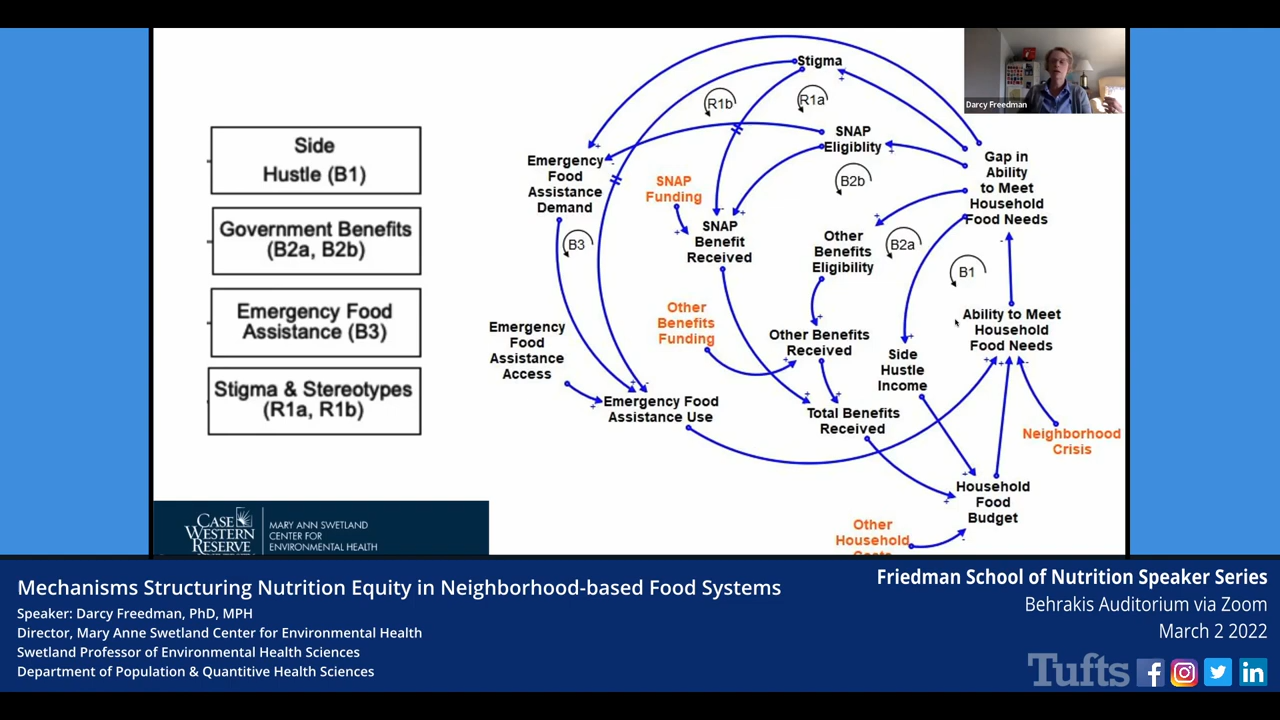 Side
Hustle (B1)
Government Benefits
(B2a, B2b)
Emergency Food
Assistance (B3)
Stigma & Stereotypes
(R1a, R1b)
CASE
WESTERN
RESERVE
MARY ANN SWETLAND
CENTER FOR
ENVIRONMENTAL HEALTH
Stigma
R1b
R1a
SNAP
Eligiblity
B2b
Emergency
Food
Assistance
Demand
SNAP
Funding
SNAP
Benefit
Received
B3
Other
Benefits
Eligibility
B2a
Gap in
Ability
to Meet
Household
Food Needs
B1
Ability to Meet
Household
Food Needs
Emergency
Food
Assistance
Access
Other
Benefits
Funding
Other Benefits
Received
Side
Hustle
Income
Emergency Food
Assistance Use
Total Benefits
Received
Neighborhood
Crisis
Household
Food
Budget
Other
Household
Costs
Darcy Freedman
Mechanisms Structuring Nutrition Equity in Neighborhood-based Food Systems
Speaker: Darcy Freedman, PhD, MPH
Director, Mary Anne Swetland Center for Environmental Health
Swetland Professor of Environmental Health Sciences
Department of Population & Quantitative Health Sciences
Friedman School of Nutrition Speaker Series
Behrakis Auditorium via Zoom
March 2 2022
Tufts